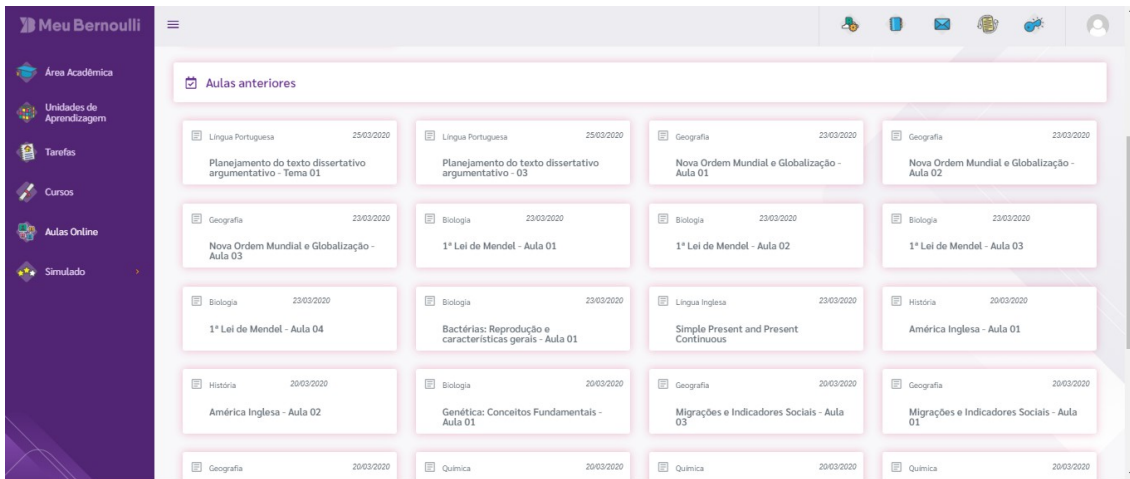 Meu Bernoulli
Área Acadêmica
Unidades de
Aprendizagem
Tarefas
Cursos
Aulas Online
Simulado
Aulas anteriores
Língua Portuguesa 25/03/2020
Planejamento do texto dissertativo
argumentativo - Tema 01
Língua Portuguesa 25/03/2020
Planejamento do texto dissertativo
argumentativo - 03
Geografia 23/03/2020
Nova Ordem Mundial e Globalização -
Aula 01
Geografia 23/03/2020
Nova Ordem Mundial e Globalização -
Aula 02
Geografia 23/03/2020
Nova Ordem Mundial e Globalização -
Aula 03
Biologia 23/03/2020
1ª Lei de Mendel - Aula 01
Biologia 23/03/2020
1ª Lei de Mendel - Aula 02
Biologia 23/03/2020
1ª Lei de Mendel - Aula 03
Biologia 23/03/2020
1ª Lei de Mendel - Aula 04
Biologia 23/03/2020
Bactérias: Reprodução e
características gerais - Aula 01
Língua Inglesa 23/03/2020
Simple Present and Present
Continuous
História 20/03/2020
América Inglesa - Aula 01
História 20/03/2020
América Inglesa - Aula 02
Biologia 20/03/2020
Genética: Conceitos Fundamentais -
Aula 01
Geografia 20/03/2020
Migrações e Indicadores Sociais - Aula
03
Geografia 20/03/2020
Migrações e Indicadores Sociais - Aula
01
Geografia 20/03/2020
Química 20/03/2020
Química 20/03/2020
Química 20/03/2020